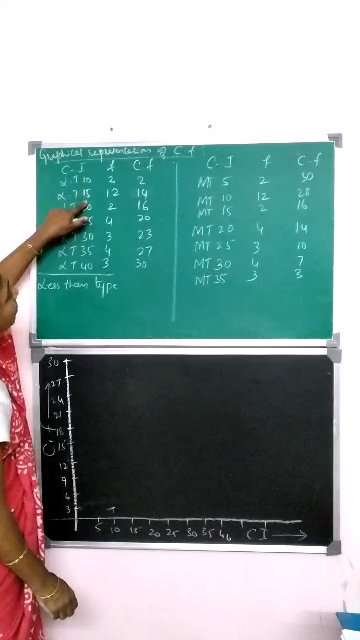 Graphical representation of C f
C-I f C f
LT 10 2 2
LT 15 12 14
2 16
4 20
LT 30 3 23
LT 35 4 27
LT 40 3 30
Less than type
C-I f C-f
MT 5 2 30
MT 10 12 28
MT 15 2 16
MT 20 4 14
MT 25 3 10
MT 30 4 7
MT 35 3 3
30
27
24
21
18
15
12
9
6
3
5 10 15 20 25 30 35 40 CI